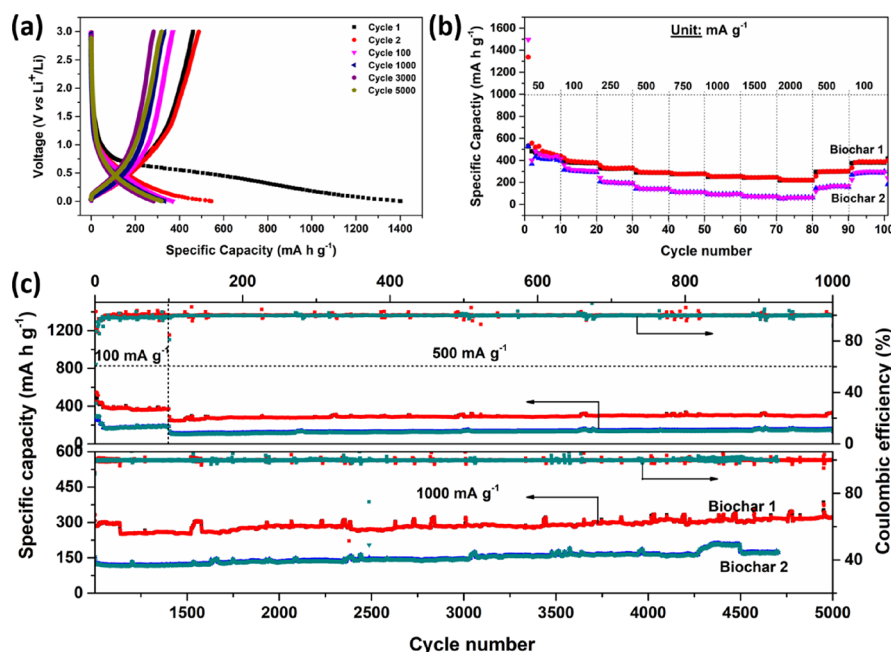 (a)
Voltage (V vs Li+/Li)
3.0
2.5
2.0
1.5
1.0
0.5
0.0
0 200 400 600 800 1000 1200 1400 1600
Specific Capacity (mA h g-1)
Cycle 1
Cycle 2
Cycle 100
Cycle 1000
Cycle 3000
Cycle 5000
(b)
Specific Capactiy (mA h g-1)
1600
1400
1200
1000
800
600
400
200
0
Unit: mA g-1
50 100 250 500 750 1000 1500 2000 500 100
Biochar 1
Biochar 2
0 10 20 30 40 50 60 70 80 90 100
Cycle number
(c)
0 200 400 600 800 1000
Specific capacity (mA h g-1)
1200
800
400
0
100 mA g-1
500 mA g-1
80
60
40
20
0
Coulombic efficiency (%)
600
450
300
150
0
1000 mA g-1
Biochar 1
Biochar 2
80
40
0
1500 2000 2500 3000 3500 4000 4500 5000
Cycle number